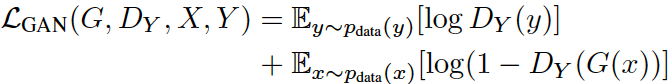 ℒ_GAN(G, D_Y, X, Y) = 𝔼_{y∼p_data(y)}[log D_Y(y)]
+ 𝔼_{x∼p_data(x)}[log(1 − D_Y(G(x))]